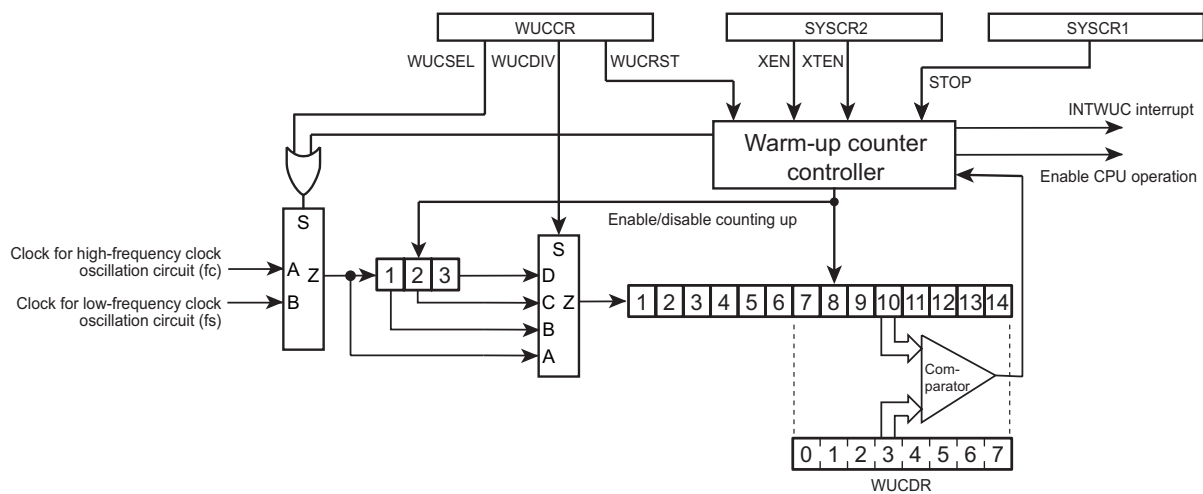 WUCCR
SYSCR2
SYSCR1
WUCSEL
WUCDIV
WUCRST
XEN
XTEN
STOP
INTWUC interrupt
Warm-up counter
controller
Enable CPU operation
Enable/disable counting up
S
S
Clock for high-frequency clock
oscillation circuit (fc)
A
Z
1 2 3
D
Clock for low-frequency clock
oscillation circuit (fs)
B
C
Z
B
A
1 2 3 4 5 6 7 8 9 10 11 12 13 14
Com-
parator
0 1 2 3 4 5 6 7
WUCDR